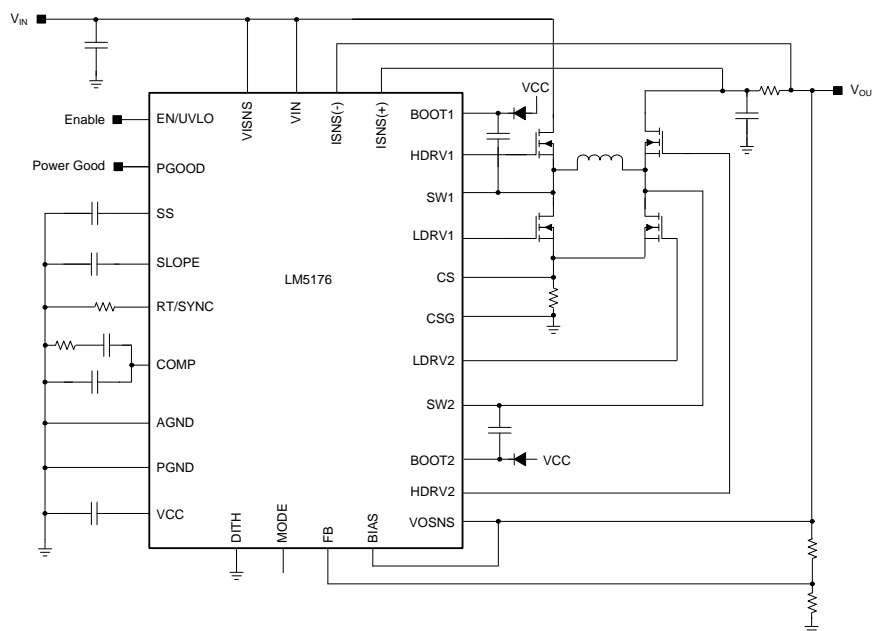 VIN
VOU
Enable
Power Good
EN/UVLO
PGOOD
SS
SLOPE
RT/SYNC
COMP
AGND
PGND
VCC
VISNS
VIN
ISNS(-)
ISNS(+)
LM5176
BOOT1
VCC
HDRV1
SW1
LDRV1
CS
CSG
LDRV2
SW2
BOOT2
VCC
HDRV2
VOSNS
DITH
MODE
FB
BIAS